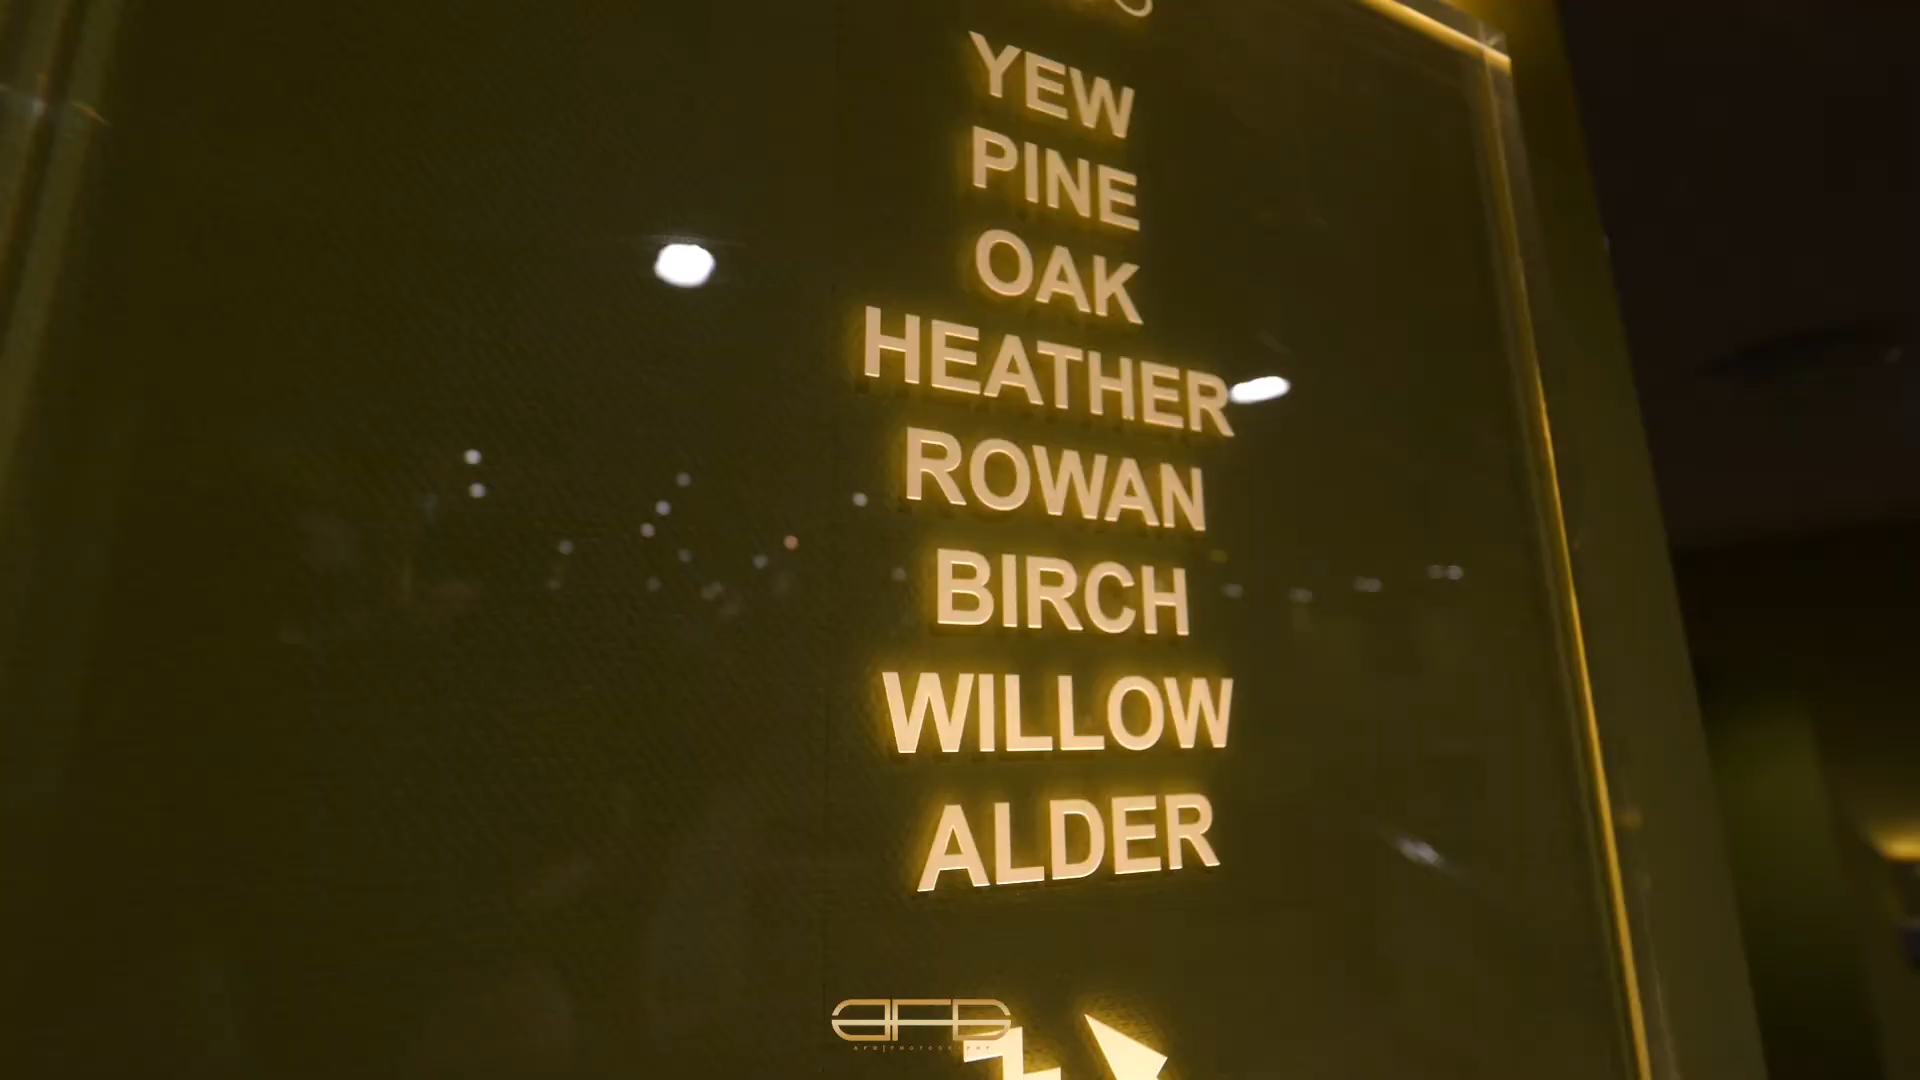 YEW
PINE
OAK
HEATHER
ROWAN
BIRCH
WILLOW
ALDER